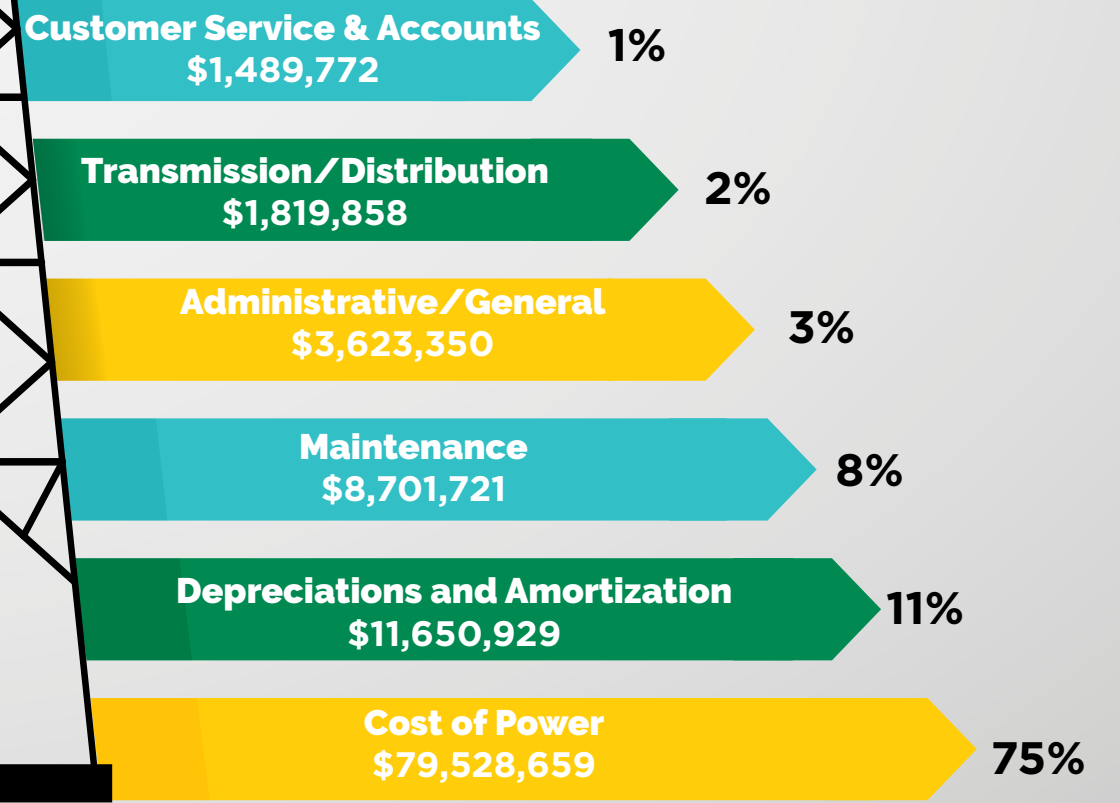 Customer Service & Accounts
$1,489,772
1%
Transmission/Distribution
$1,819,858
2%
Administrative/General
$3,623,350
3%
Maintenance
$8,701,721
8%
Depreciations and Amortization
$11,650,929
11%
Cost of Power
$79,528,659
75%